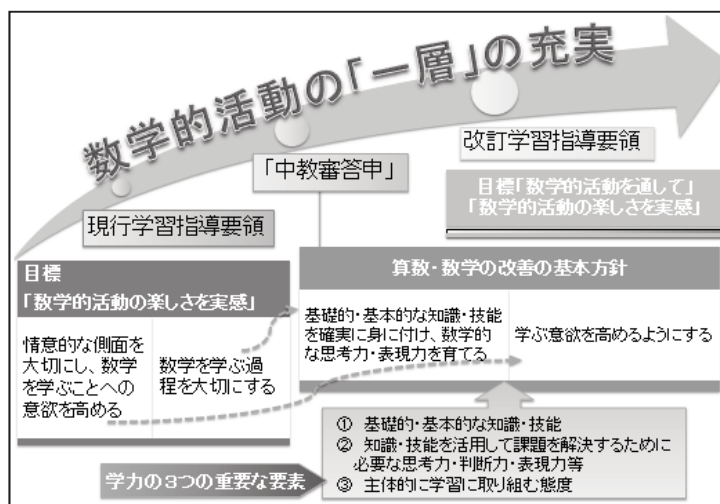 数学的活動の「一層」の充実
改訂学習指導要領
「中教審答申」
目標「数学的活動を通して」
「数学的活動の楽しさを実感」
現行学習指導要領
目標
「数学的活動の楽しさを実感」
情意的な側面を
大切にし、数学
を学ぶことへの
意欲を高める
数学を学ぶ過
程を大切にする
算数・数学の改善の基本方針
基礎的・基本的な知識・技能
を確実に身に付け、数学的
な思考力・表現力を育てる
学ぶ意欲を高めるようにする
① 基礎的・基本的な知識・技能
② 知識・技能を活用して課題を解決するために
必要な思考力・判断力・表現力等
③ 主体的に学習に取り組む態度
学力の3つの重要な要素